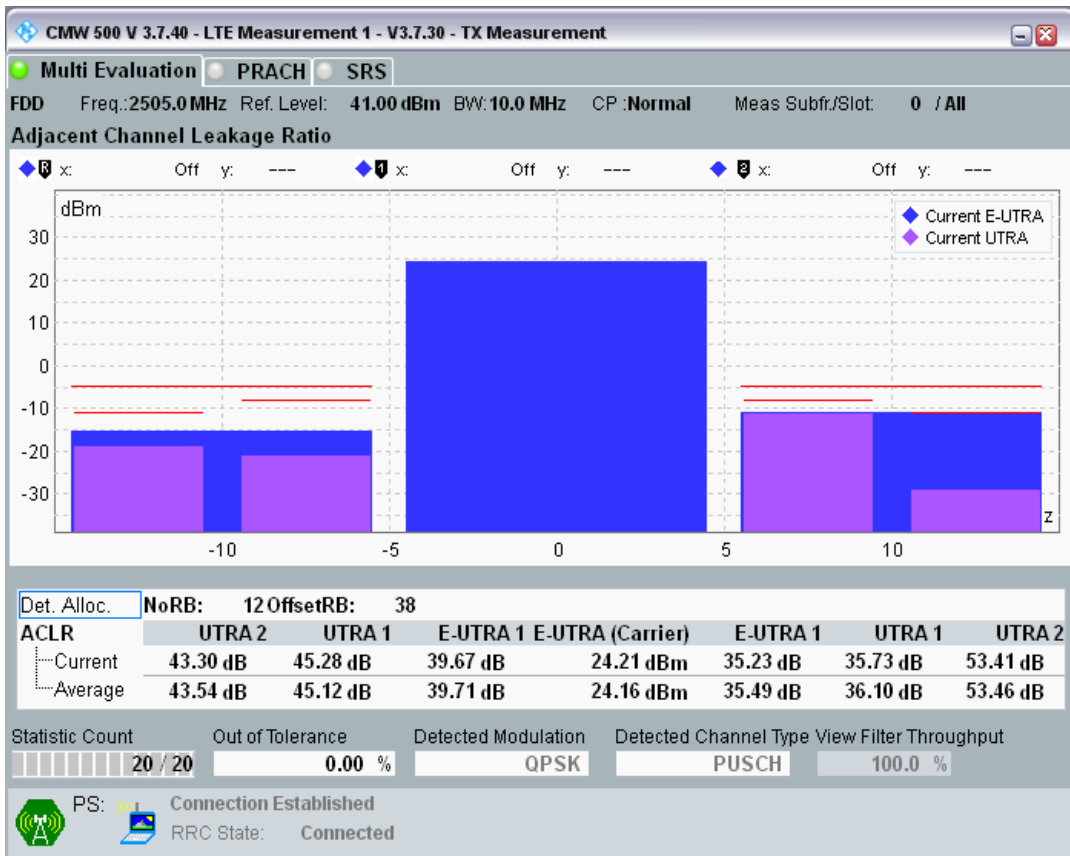 CMW 500 V 3.7.40 - LTE Measurement 1 - V3.7.30 - TX Measurement
Multi Evaluation PRACH SRS
FDD Freq.:2505.0 MHz Ref. Level: 41.00 dBm BW:10.0 MHz CP :Normal Meas Subfr./Slot: 0 / All
Adjacent Channel Leakage Ratio
R x: Off y: --- 1 x: Off y: --- 2 x: Off y: ---
dBm
Current E-UTRA
Current UTRA
30
20
10
0
-10
-20
-30
z
-10 -5 0 5 10
Det. Alloc. NoRB: 12 OffsetRB: 38
ACLR UTRA 2 UTRA 1 E-UTRA 1 E-UTRA (Carrier) E-UTRA 1 UTRA 1 UTRA 2
Current 43.30 dB 45.28 dB 39.67 dB 24.21 dBm 35.23 dB 35.73 dB 53.41 dB
Average 43.54 dB 45.12 dB 39.71 dB 24.16 dBm 35.49 dB 36.10 dB 53.46 dB
Statistic Count Out of Tolerance Detected Modulation Detected Channel Type View Filter Throughput
20 / 20 0.00 % QPSK PUSCH 100.0 %
PS: Connection Established
RRC State: Connected